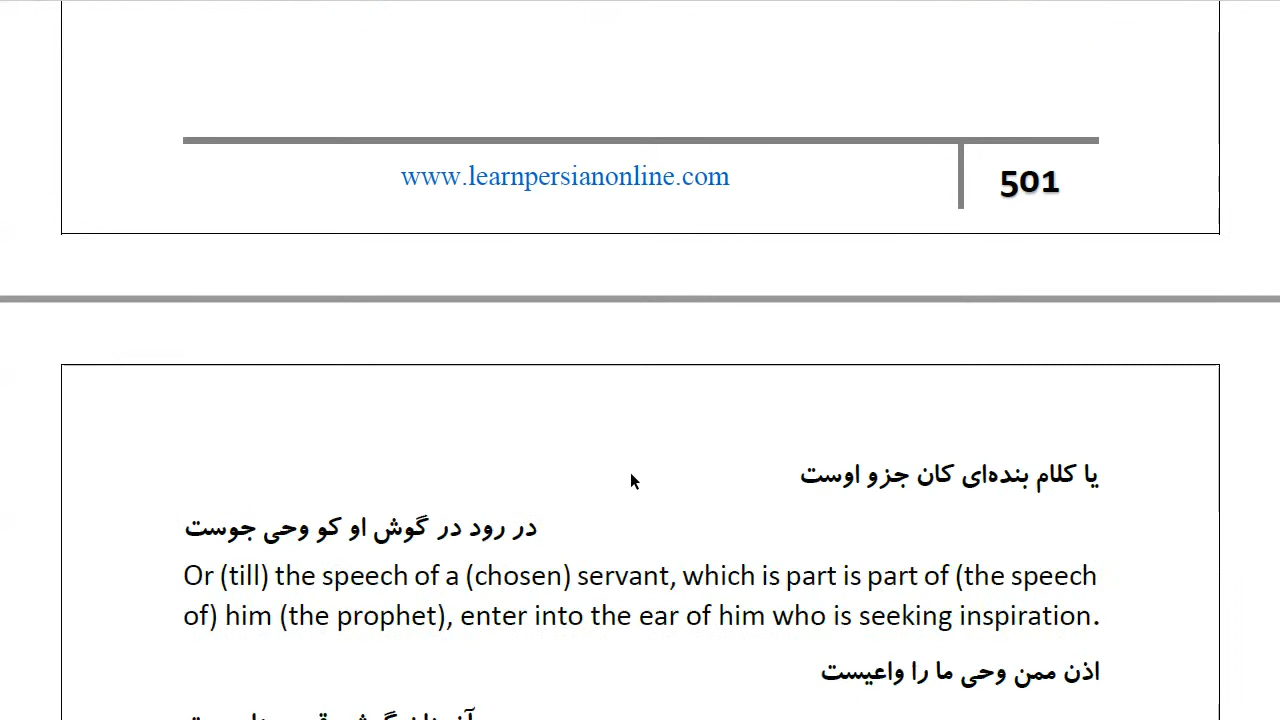 www.learnpersianonline.com
501
یا کلام بنده‌ای کان جزو اوست
در رود در گوش او کو وحی جوست
Or (till) the speech of a (chosen) servant, which is part is part of (the speech
of) him (the prophet), enter into the ear of him who is seeking inspiration.
اذن ممن وحی ما را واعیست